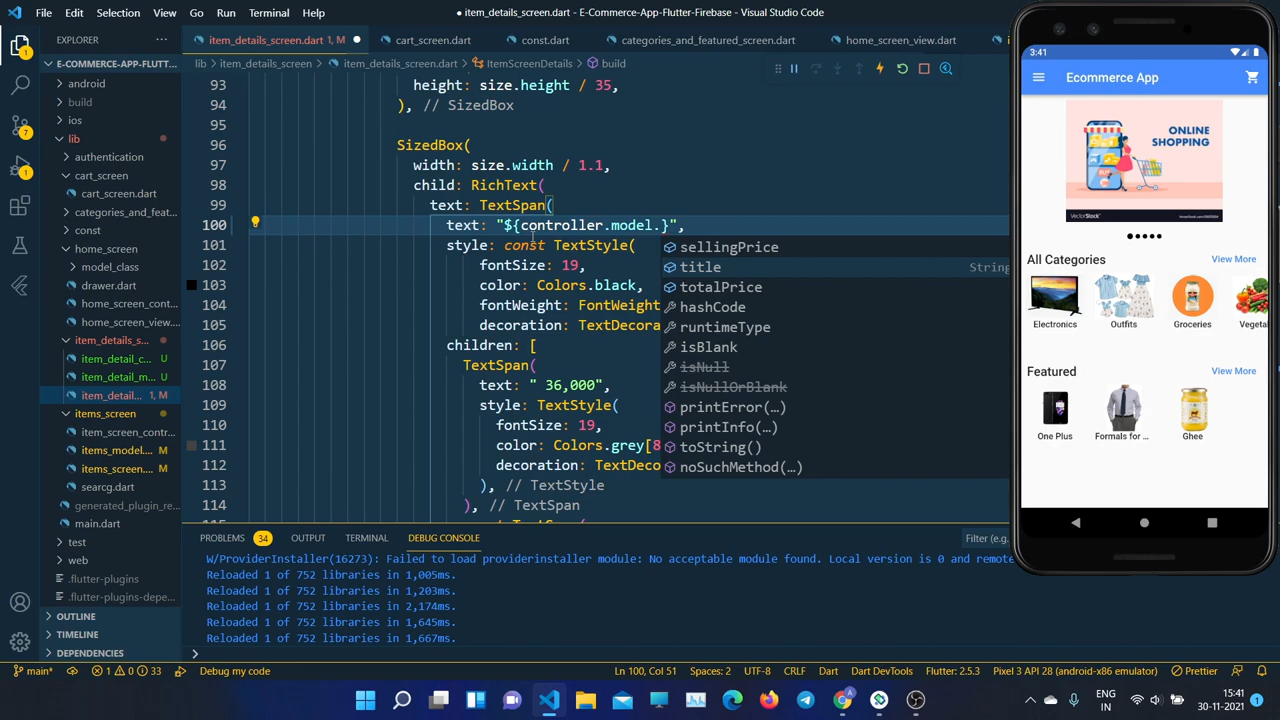 File Edit Selection View Go Run Terminal Help
● item_details_screen.dart - E-Commerce-App-Flutter-Firebase - Visual Studio Code
EXPLORER
item_details_screen.dart 1, M
cart_screen.dart
const.dart
categories_and_featured_screen.dart
home_screen_view.dart
lib > item_details_screen > item_details_screen.dart > ItemScreenDetails > build
E-COMMERCE-APP-FLUTT...
android
build
ios
lib
authentication
cart_screen
cart_screen.dart
categories_and_feat...
const
home_screen
model_class
drawer.dart
home_screen_cont...
home_screen_view....
item_details_s...
item_detail_c... U
item_detail_m... U
item_detail... 1, M
items_screen
item_screen_contr...
items_model.... M
items_screen.... M
searcg.dart
generated_plugin_re...
main.dart
test
web
.flutter-plugins
.flutter-plugins-depe...
OUTLINE
TIMELINE
DEPENDENCIES
93 height: size.height / 35,
94 ), // SizedBox
95
96 SizedBox(
97 width: size.width / 1.1,
98 child: RichText(
99 text: TextSpan(
100 text: "${controller.model.}",
101 style: const TextStyle(
102 fontSize: 19,
103 color: Colors.black,
104 fontWeight: FontWeight
105 decoration: TextDecora
106 children: [
107 TextSpan(
108 text: " 36,000",
109 style: TextStyle(
110 fontSize: 19,
111 color: Colors.grey[8
112 decoration: TextDeco
113 ), // TextStyle
114 ), // TextSpan
sellingPrice
title String
totalPrice
hashCode
runtimeType
isBlank
isNull
isNullOrBlank
printError(…)
printInfo(…)
toString()
noSuchMethod(…)
PROBLEMS 34 OUTPUT TERMINAL DEBUG CONSOLE
Filter (e.g.
W/ProviderInstaller(16273): Failed to load providerinstaller module: No acceptable module found. Local version is 0 and remote
Reloaded 1 of 752 libraries in 1,005ms.
Reloaded 1 of 752 libraries in 1,203ms.
Reloaded 1 of 752 libraries in 2,174ms.
Reloaded 1 of 752 libraries in 1,645ms.
Reloaded 1 of 752 libraries in 1,667ms.
main* 1 0 33 Debug my code
Ln 100, Col 51 Spaces: 2 UTF-8 CRLF Dart Dart DevTools Flutter: 2.5.3 Pixel 3 API 28 (android-x86 emulator) Prettier
3:41
Ecommerce App
ONLINE
SHOPPING
VectorStock
All Categories View More
Electronics Outfits Groceries Vegeta
Featured View More
One Plus Formals for ... Ghee
ENG
IN
15:41
30-11-2021